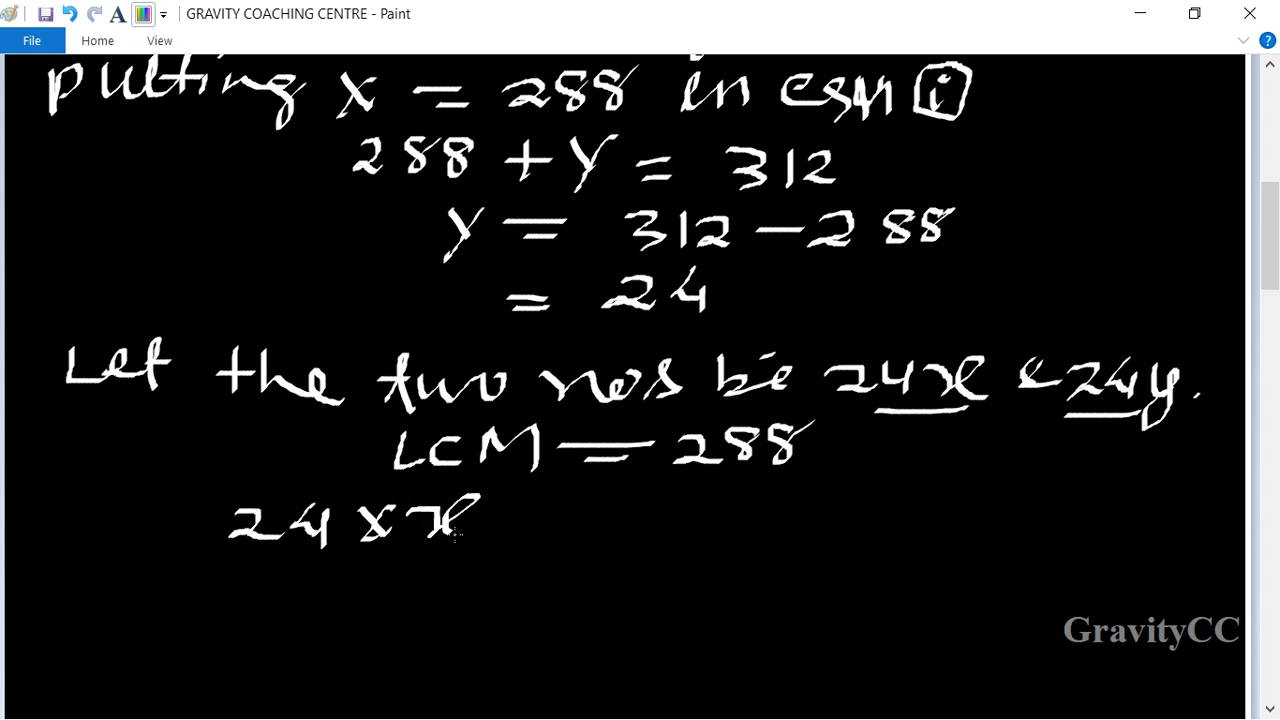 GRAVITY COACHING CENTRE - Paint
File Home View
putting X = 288 in eqn (i)
288 + Y = 312
Y = 312 - 288
= 24
Let the two nos be 24x & 24y.
LCM = 288
24 × x
GravityCC